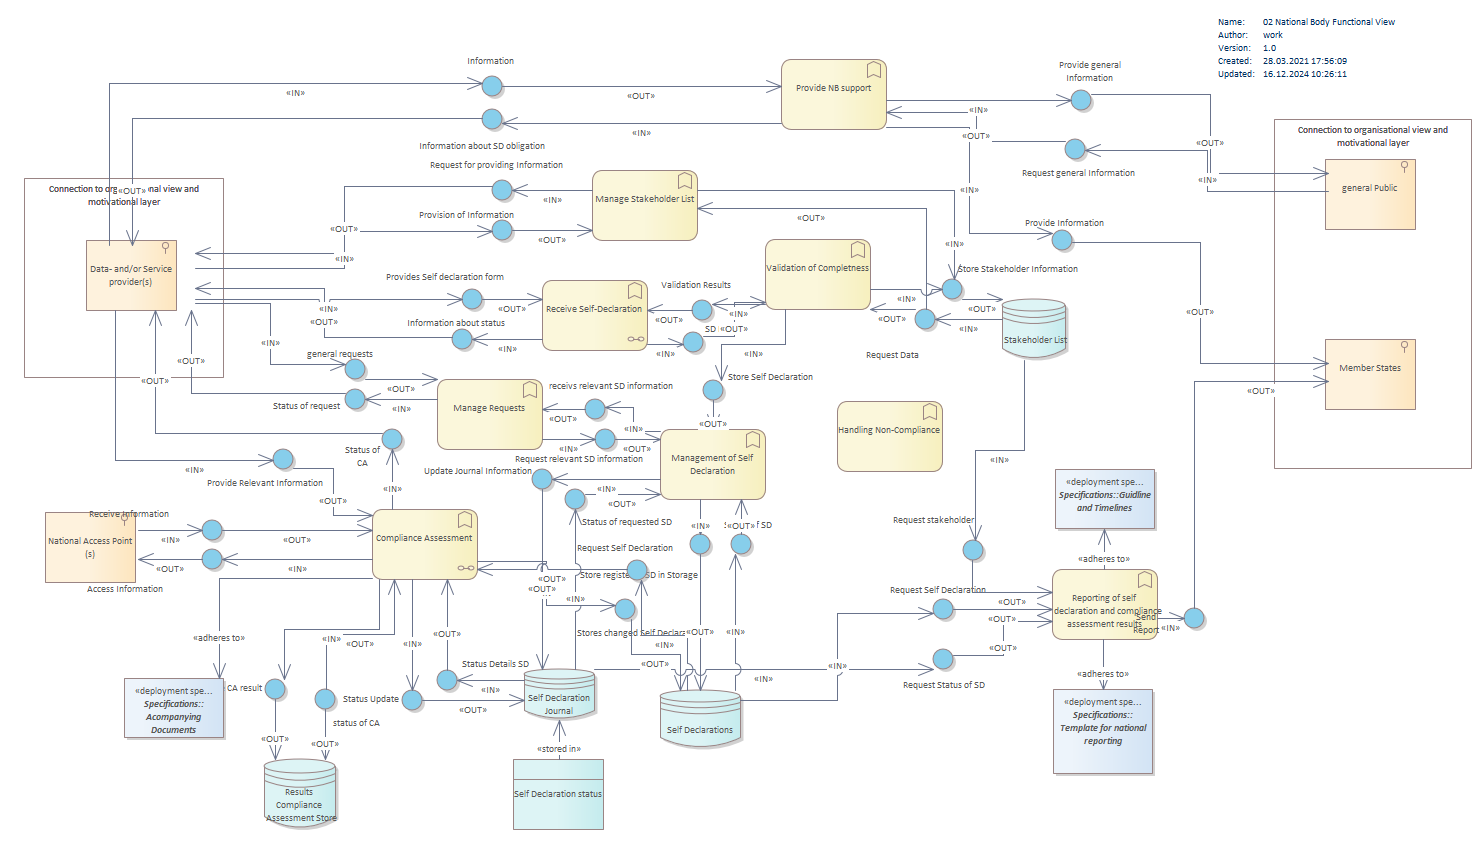 Name: 02 National Body Functional View
Author: work
Version: 1.0
Created: 28.03.2021 17:56:09
Updated: 16.12.2024 10:26:11
Information
«IN»
«OUT»
Provide NB support
Provide general
Information
«IN»
«OUT»
«IN»
Information about SD obligation
«OUT»
Request general Information
«IN»
Connection to organisational view and
motivational layer
general Public
Request for providing Information
«IN»
Manage Stakeholder List
Connection to org
nal view and
motivational layer
«OUT»
Provision of Information
«OUT»
«OUT»
«OUT»
«IN»
Provide Information
«IN»
Data- and/or Service
provider(s)
Validation of Completness
Store Stakeholder Information
Provides Self declaration form
«IN»
«OUT»
Receive Self-Declaration
Validation Results
«OUT»
«IN»
«IN»
«OUT»
«OUT»
«IN»
Stakeholder List
«OUT»
Information about status
«OUT»
«IN»
SD
«OUT»
«IN»
«IN»
«IN»
Request Data
general requests
«OUT»
«OUT»
«OUT»
Member States
«OUT»
Store Self Declaration
Status of request
«IN»
Manage Requests
receivs relevant SD information
«OUT»
«IN»
«OUT»
Handling Non-Compliance
«IN»
«OUT»
Request relevant SD information
Management of Self
Declaration
Status of
CA
«IN»
Provide Relevant Information
«IN»
«OUT»
Update Journal Information
«IN»
«OUT»
«IN»
«deployment spe...
Specifications::Guidline
and Timelines
Receive Information
National Access Point
(s)
«IN»
«OUT»
«OUT»
«IN»
Access Information
Compliance Assessment
Status of requested SD
«IN»
«OUT»
f SD
Request stakeholder
Request Self Declaration
«OUT»
«OUT»
Store registe
SD in Storage
«IN»
«adheres to»
Request Self Declaration
«OUT»
«OUT»
Reporting of self
declaration and compliance
assessment results
Send
Report
«IN»
«adheres to»
«IN»
«OUT»
«IN»
«OUT»
Stores changed Self Declara
«OUT»
«IN»
«IN»
«OUT»
Status Details SD
«IN»
«OUT»
«IN»
«IN»
«OUT»
Request Status of SD
«adheres to»
«deployment spe...
Specifications::
Acompanying
Documents
CA result
Status Update
«OUT»
status of CA
Self Declaration
Journal
Self Declarations
«deployment spe...
Specifications::
Template for national
reporting
«OUT»
«OUT»
«stored in»
Results
Compliance
Assessment Store
Self Declaration status